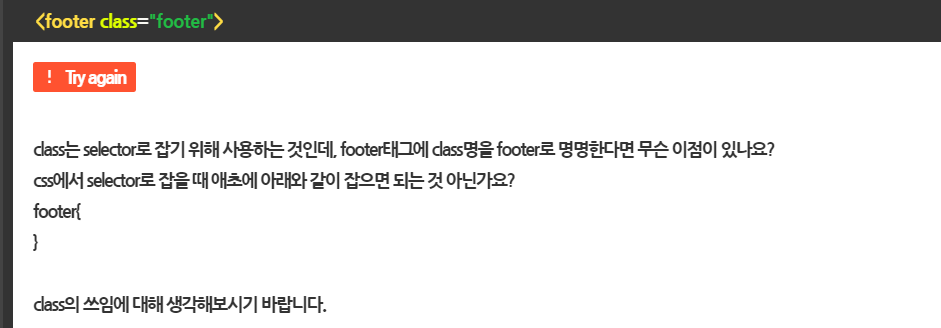 <footer class="footer">
! Try again
class는 selector로 잡기 위해 사용하는 것인데, footer태그에 class명을 footer로 명명한다면 무슨 이점이 있나요?
css에서 selector로 잡을 때 애초에 아래와 같이 잡으면 되는 것 아닌가요?
footer{
}
class의 쓰임에 대해 생각해보시기 바랍니다.